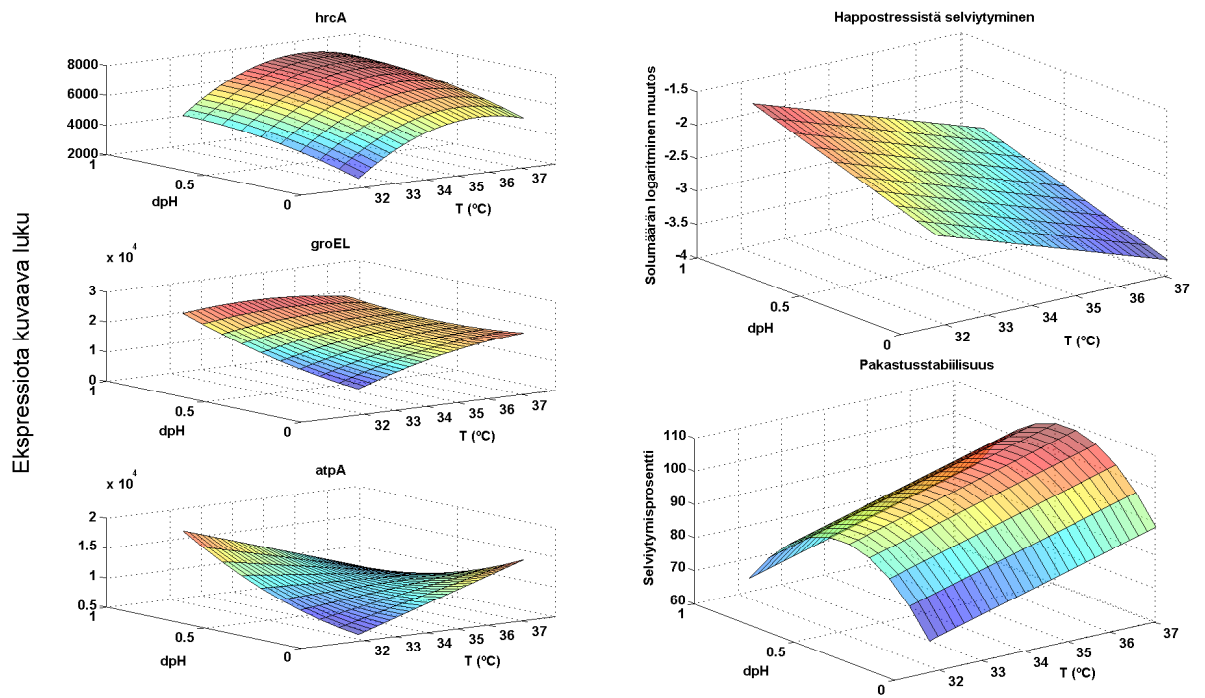 Ekspressiota kuvaava luku
hrcA
8000
6000
4000
2000
1
0.5
0
dpH
32 33 34 35 36 37
T (ºC)
groEL
x 10^4
3
2
1
0
1
0.5
0
dpH
32 33 34 35 36 37
T (ºC)
atpA
x 10^4
2
1.5
1
0.5
1
0.5
0
dpH
32 33 34 35 36 37
T (ºC)
Happostressistä selviytyminen
Solumäärän logaritminen muutos
-1.5
-2
-2.5
-3
-3.5
-4
1
0.5
0
dpH
32 33 34 35 36 37
T (ºC)
Pakastusstabiilisuus
Selviytymisprosentti
110
100
90
80
70
60
1
0.5
0
dpH
32 33 34 35 36 37
T (ºC)